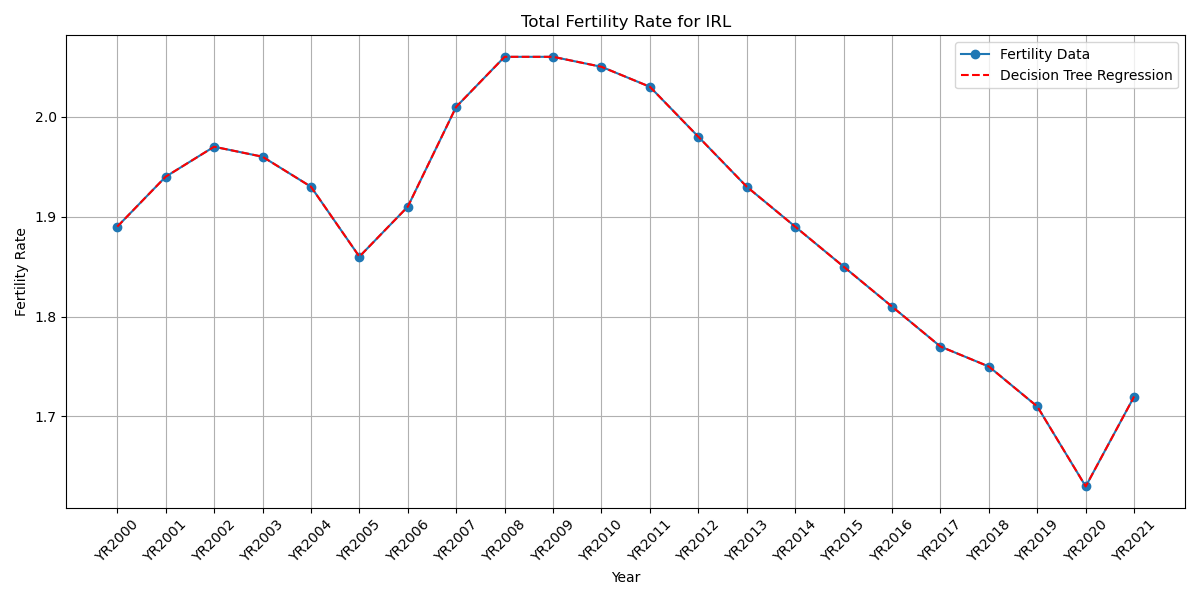 Total Fertility Rate for IRL
Fertility Data
Decision Tree Regression
Fertility Rate
2.0
1.9
1.8
1.7
YR2000
YR2001
YR2002
YR2003
YR2004
YR2005
YR2006
YR2007
YR2008
YR2009
YR2010
YR2011
YR2012
YR2013
YR2014
YR2015
YR2016
YR2017
YR2018
YR2019
YR2020
YR2021
Year